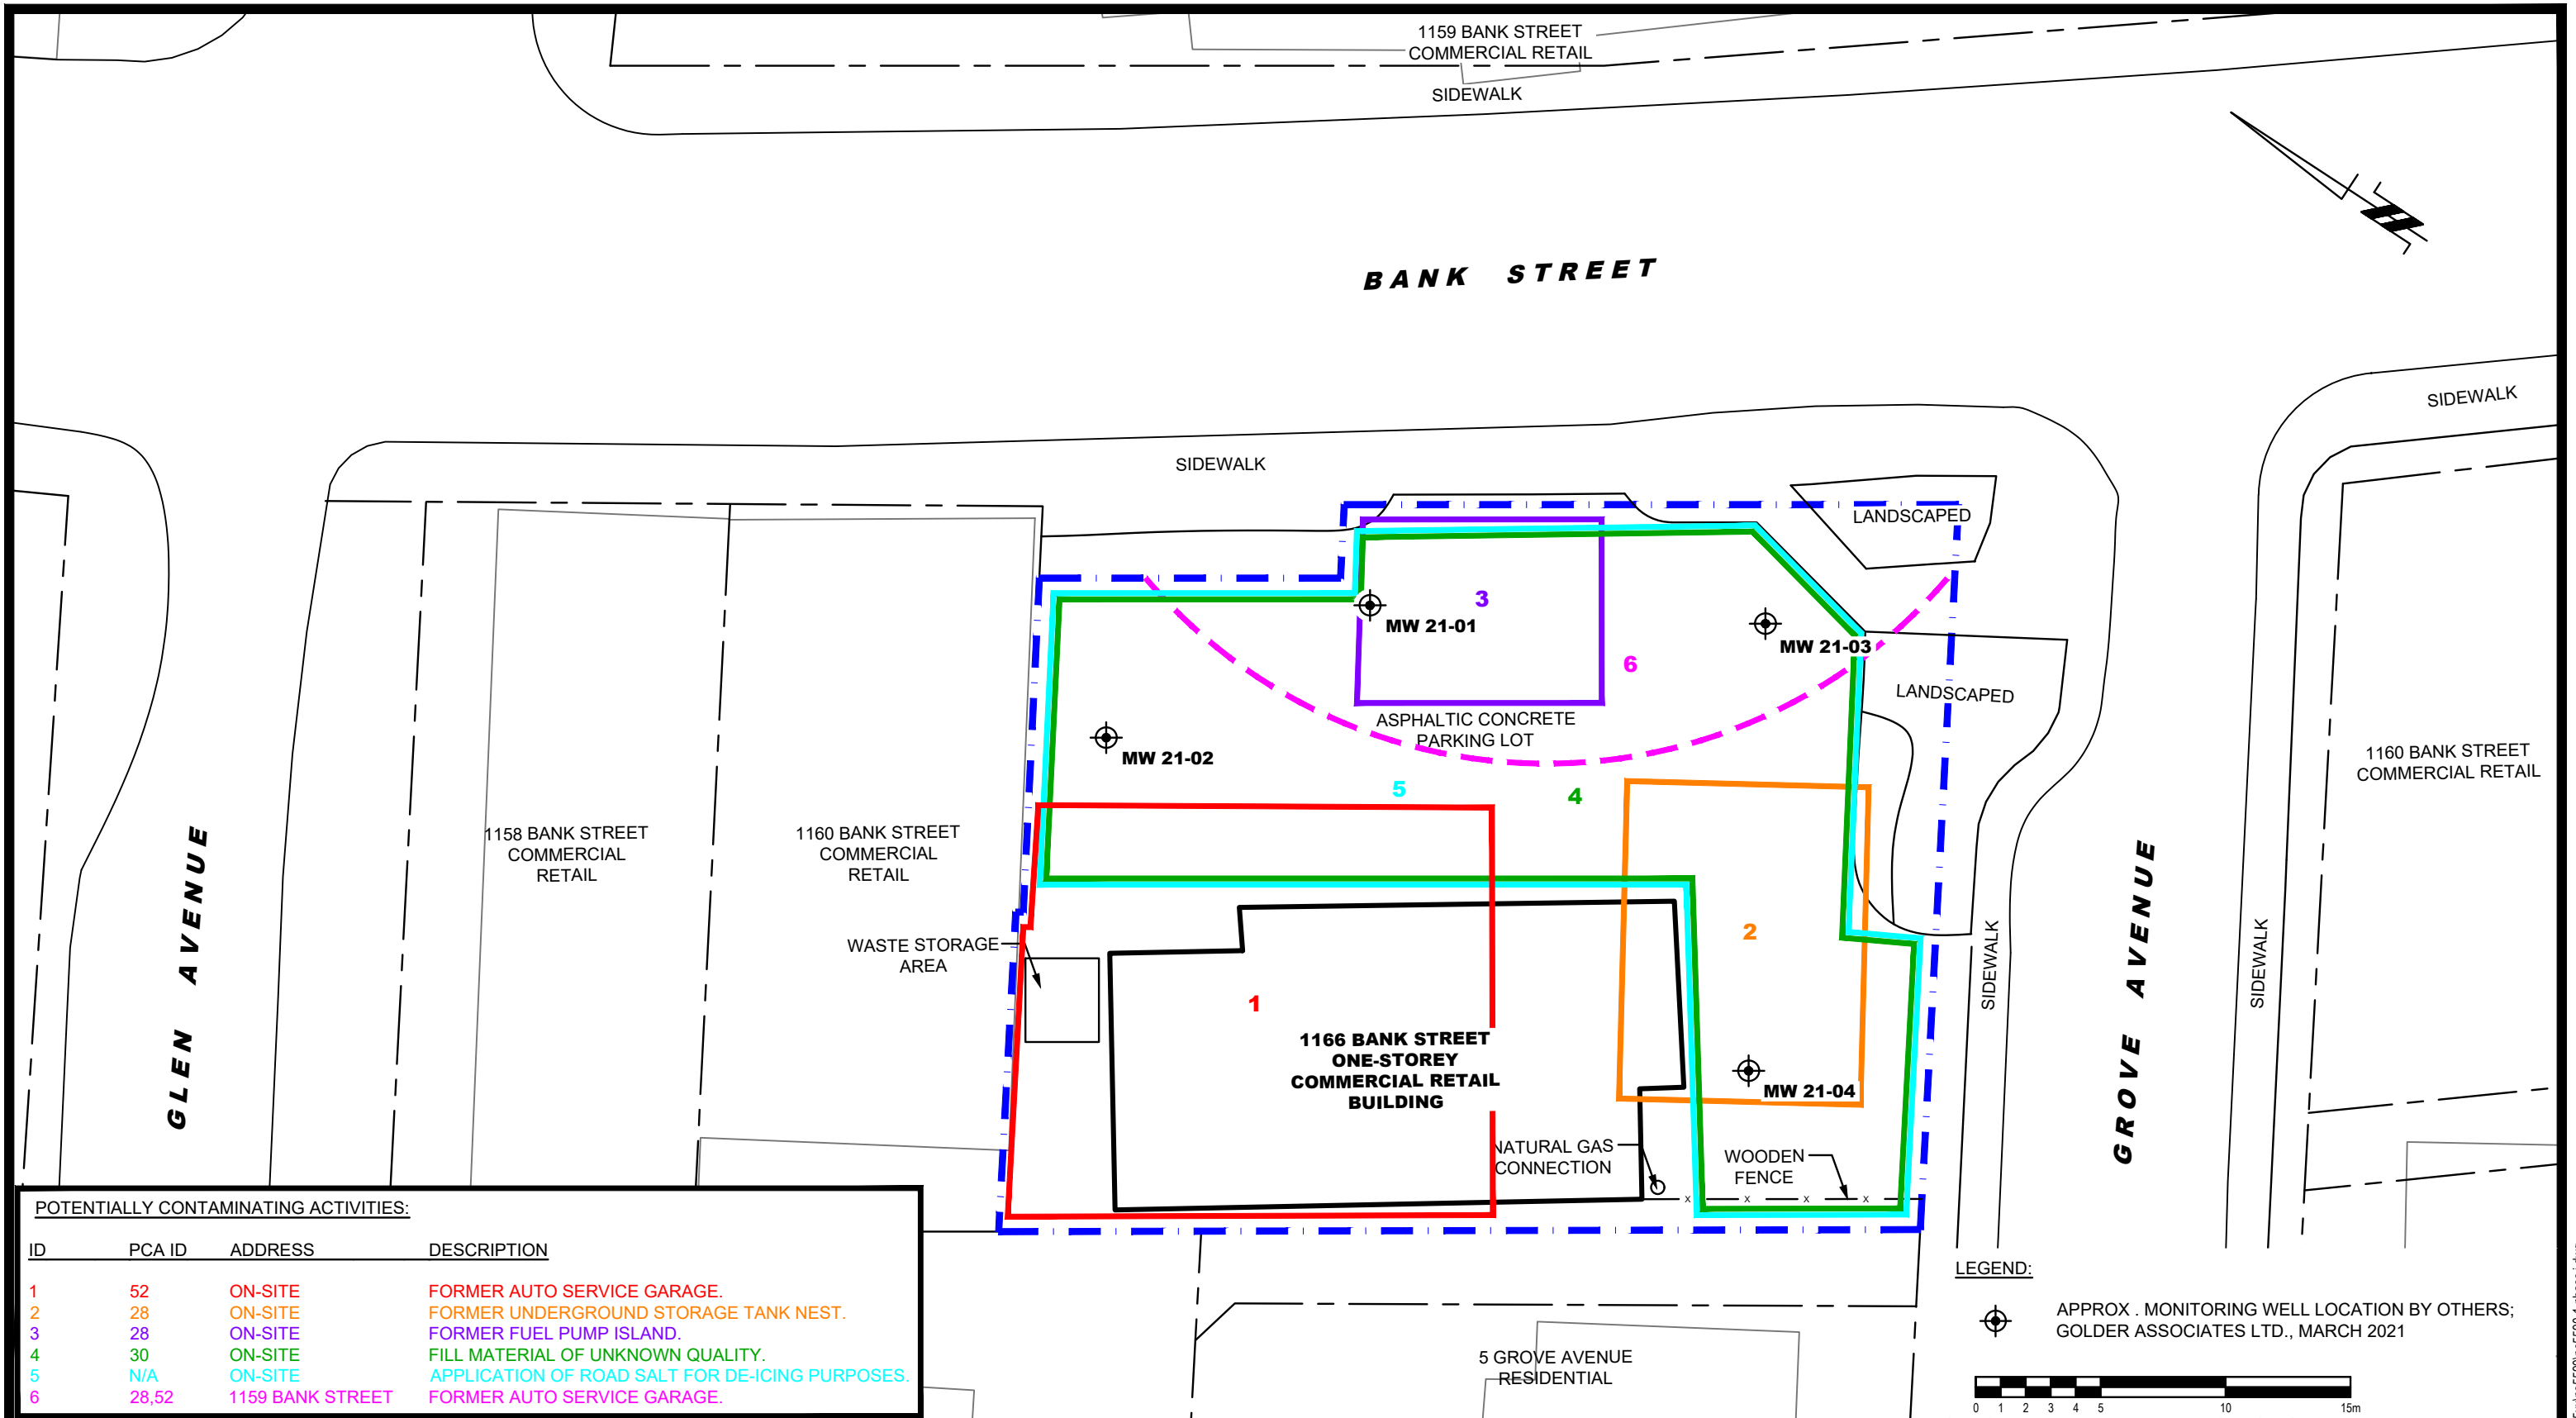 1159 BANK STREET
COMMERCIAL RETAIL
SIDEWALK
BANK STREET
SIDEWALK
SIDEWALK
LANDSCAPED
3
MW 21-01
MW 21-03
6
LANDSCAPED
ASPHALTIC CONCRETE
PARKING LOT
MW 21-02
5
4
1160 BANK STREET
COMMERCIAL RETAIL
1158 BANK STREET
COMMERCIAL
RETAIL
1160 BANK STREET
COMMERCIAL
RETAIL
GLEN AVENUE
GROVE AVENUE
WASTE STORAGE
AREA
2
SIDEWALK
SIDEWALK
1
1166 BANK STREET
ONE-STOREY
COMMERCIAL RETAIL
BUILDING
MW 21-04
NATURAL GAS
CONNECTION
WOODEN
FENCE
x x x x
POTENTIALLY CONTAMINATING ACTIVITIES:
ID PCA ID ADDRESS DESCRIPTION
1 52 ON-SITE FORMER AUTO SERVICE GARAGE.
2 28 ON-SITE FORMER UNDERGROUND STORAGE TANK NEST.
3 28 ON-SITE FORMER FUEL PUMP ISLAND.
4 30 ON-SITE FILL MATERIAL OF UNKNOWN QUALITY.
5 N/A ON-SITE APPLICATION OF ROAD SALT FOR DE-ICING PURPOSES.
6 28,52 1159 BANK STREET FORMER AUTO SERVICE GARAGE.
5 GROVE AVENUE
RESIDENTIAL
LEGEND:
APPROX . MONITORING WELL LOCATION BY OTHERS;
GOLDER ASSOCIATES LTD., MARCH 2021
0 1 2 3 4 5 10 15m